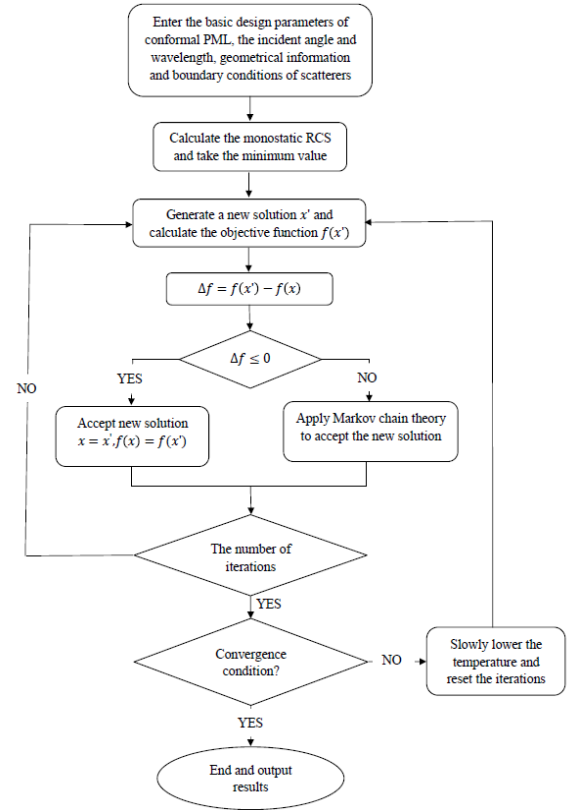 Enter the basic design parameters of
conformal PML, the incident angle and
wavelength, geometrical information
and boundary conditions of scatterers
Calculate the monostatic RCS
and take the minimum value
Generate a new solution x' and
calculate the objective function f(x')
Δf = f(x') − f(x)
Δf ≤ 0
YES
NO
NO
Accept new solution
x = x',f(x) = f(x')
Apply Markov chain theory
to accept the new solution
The number of
iterations
YES
Convergence
condition?
NO
Slowly lower the
temperature and
reset the iterations
YES
End and output
results